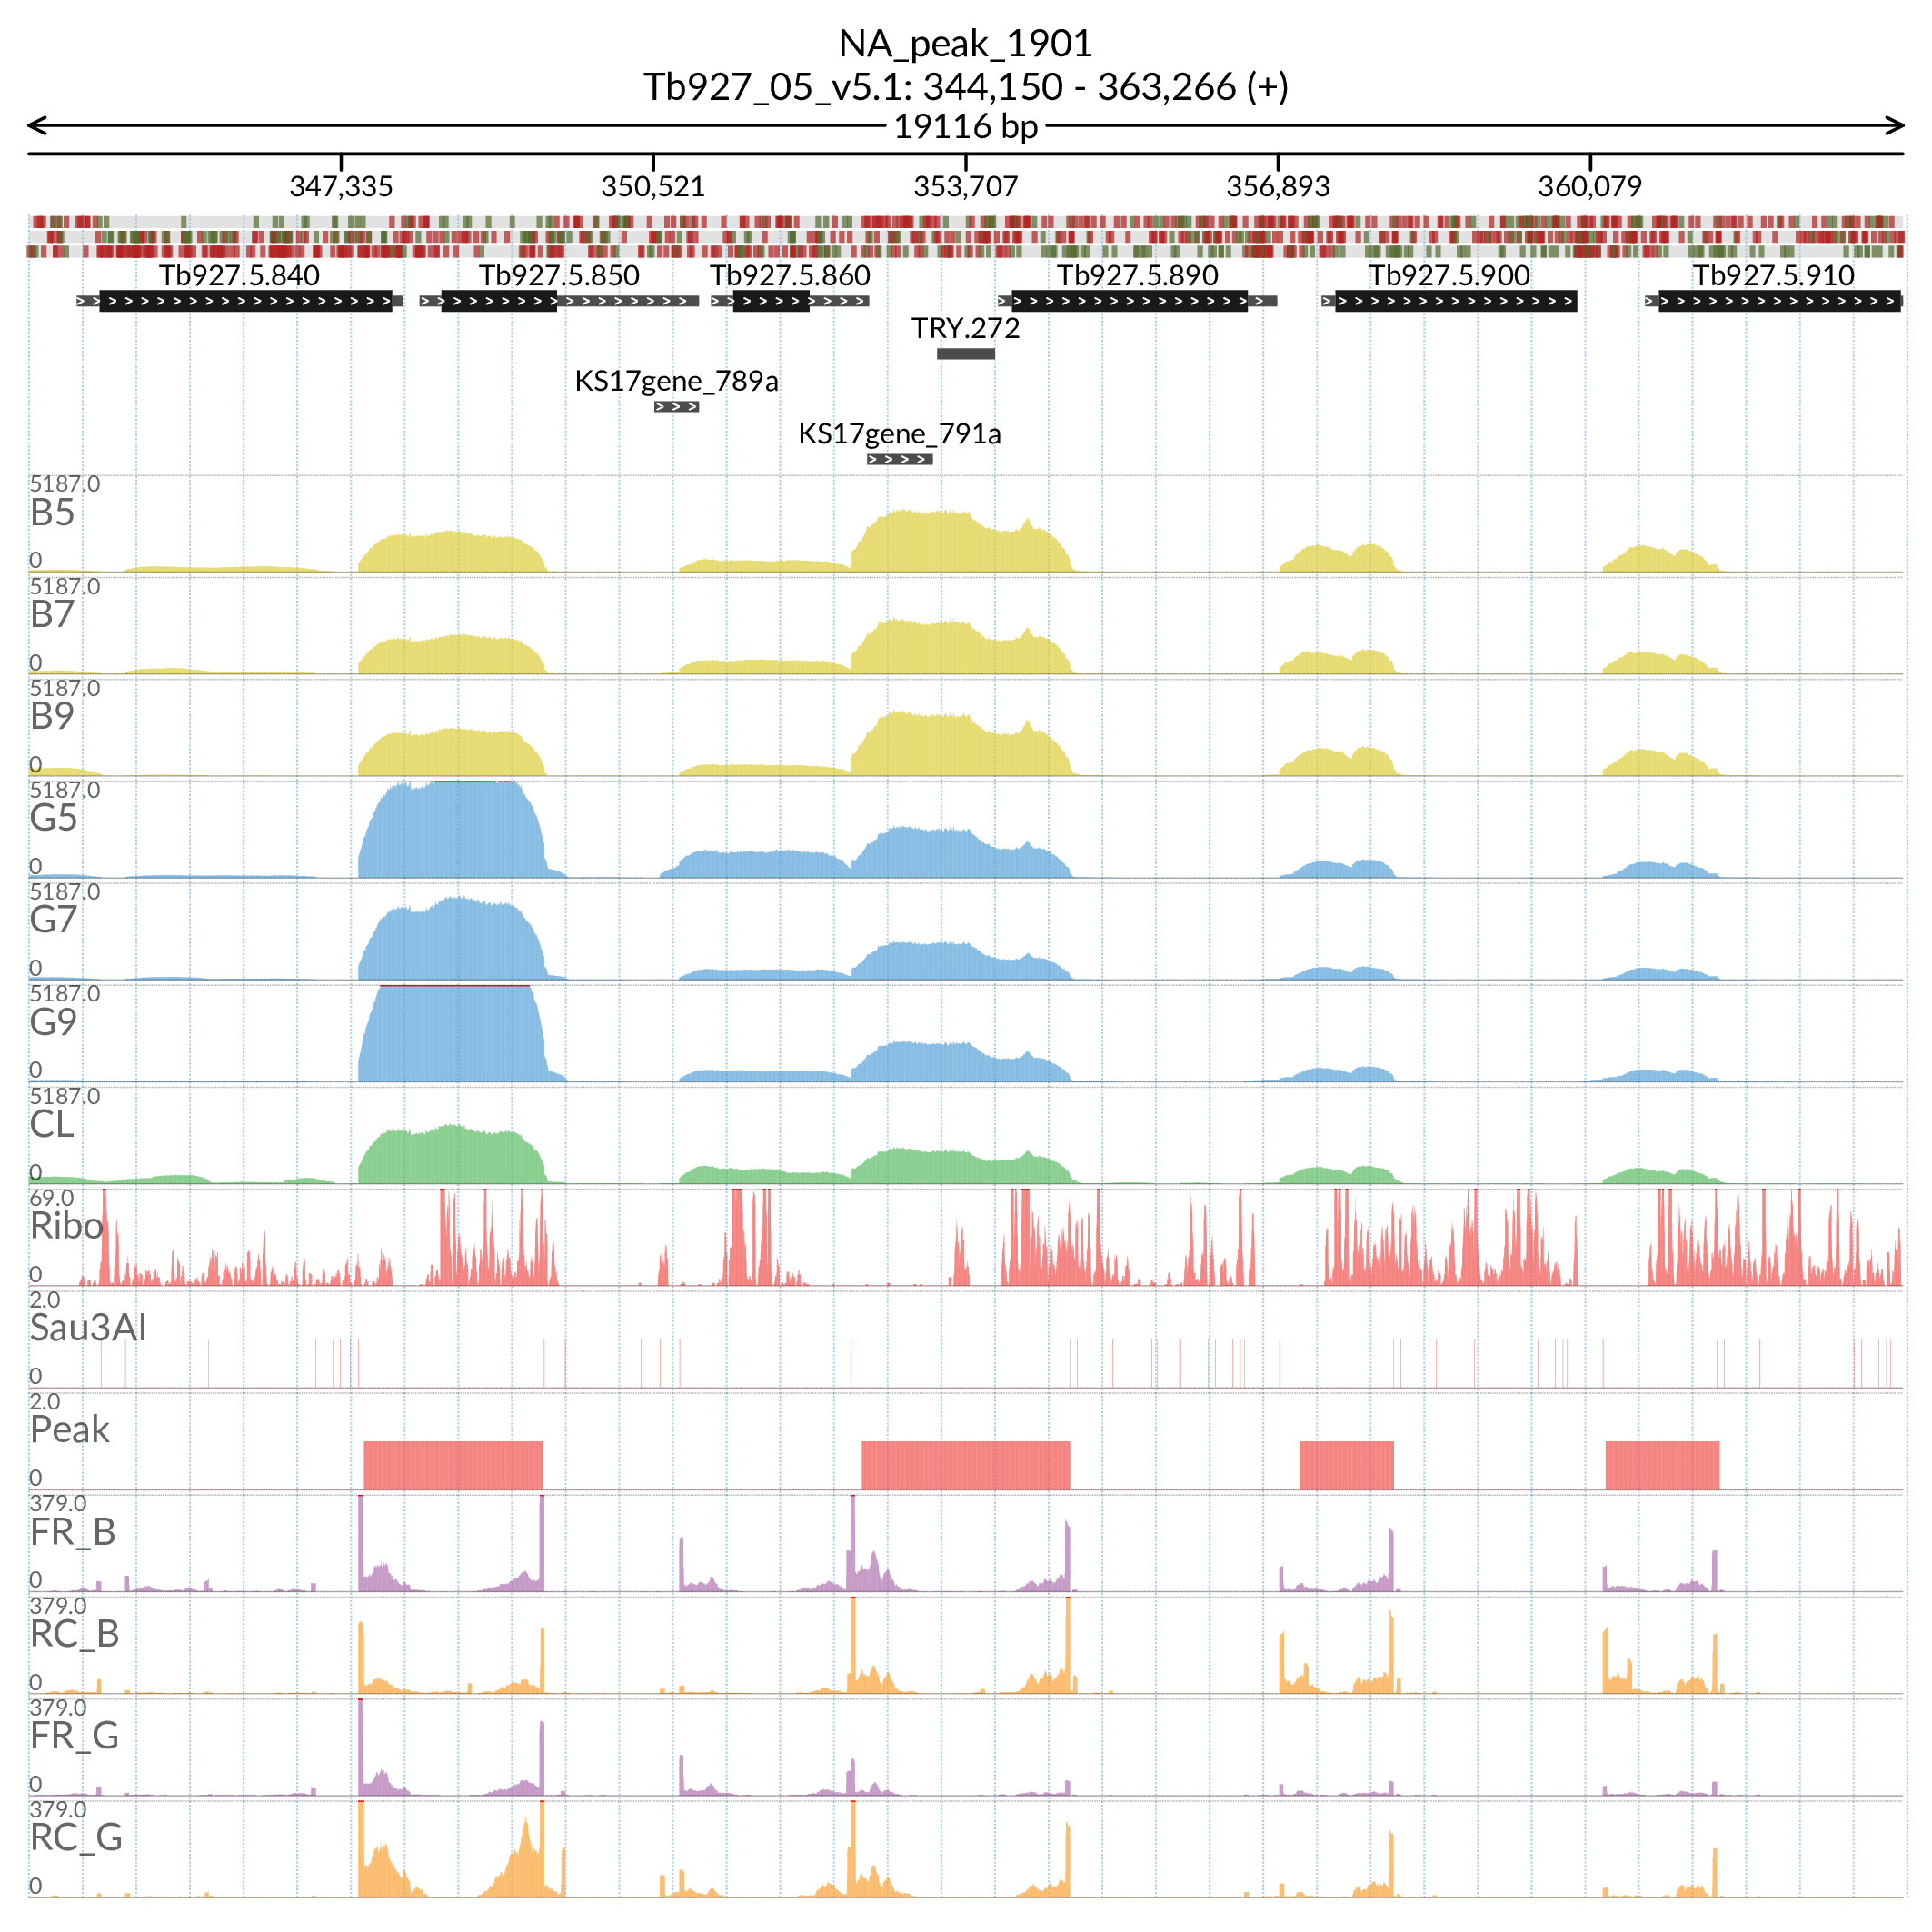 NA_peak_1901
Tb927_05_v5.1: 344,150 - 363,266 (+)
19116 bp
347,335 350,521 353,707 356,893 360,079
Tb927.5.840 Tb927.5.850 Tb927.5.860 Tb927.5.890 Tb927.5.900 Tb927.5.910
TRY.272
KS17gene_789a
KS17gene_791a
5187.0
B5
0
5187.0
B7
0
5187.0
B9
0
5187.0
G5
0
5187.0
G7
0
5187.0
G9
0
5187.0
CL
0
69.0
Ribo
0
2.0
Sau3AI
0
2.0
Peak
0
379.0
FR_B
0
379.0
RC_B
0
379.0
FR_G
0
379.0
RC_G
0